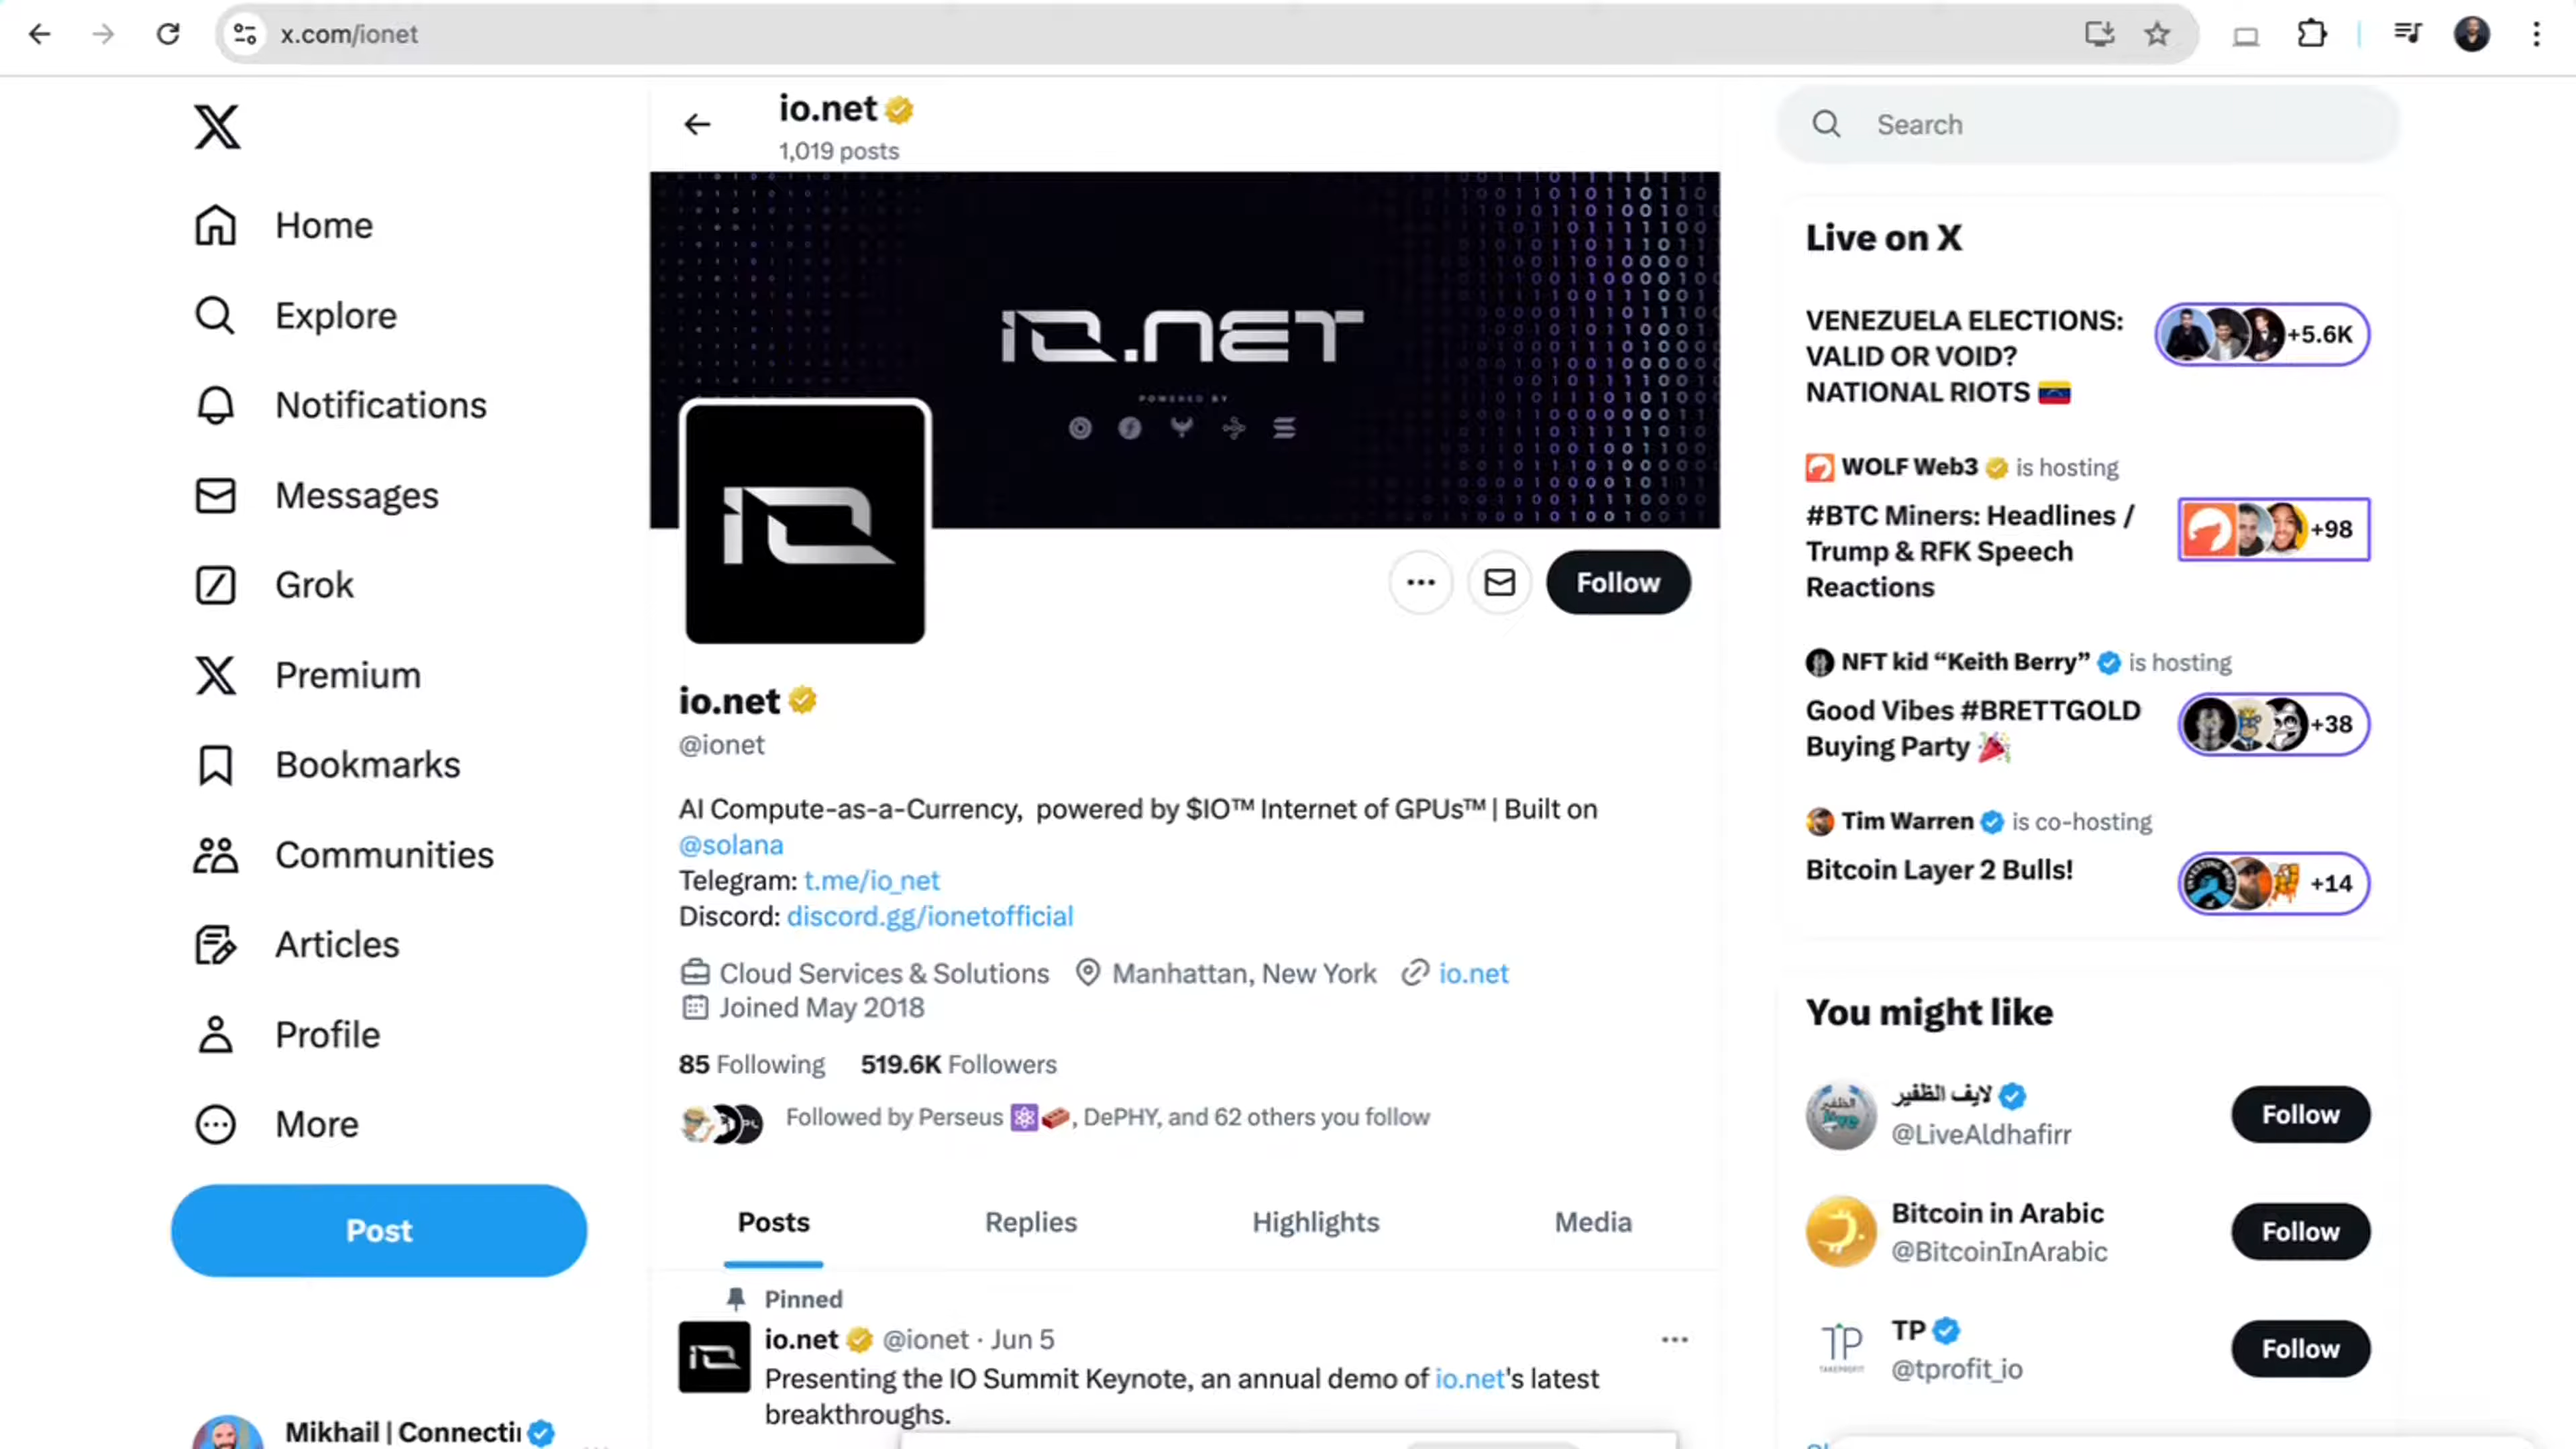 x.com/ionet
io.net
1,019 posts
Search
Home
Explore
Notifications
Messages
Grok
Premium
Bookmarks
Communities
Articles
Profile
More
Post
Mikhail | Connecti
IO.NET
POWERED BY
IO
Follow
io.net
@ionet
AI Compute-as-a-Currency, powered by $IO™ Internet of GPUs™ | Built on
@solana
Telegram: t.me/io_net
Discord: discord.gg/ionetofficial
Cloud Services & Solutions Manhattan, New York io.net
Joined May 2018
85 Following 519.6K Followers
Followed by Perseus ⚛️🧱, DePHY, and 62 others you follow
Posts Replies Highlights Media
Pinned
io.net @ionet · Jun 5
Presenting the IO Summit Keynote, an annual demo of io.net's latest
breakthroughs.
Live on X
VENEZUELA ELECTIONS:
VALID OR VOID?
NATIONAL RIOTS 🇻🇪
+5.6K
WOLF Web3 is hosting
#BTC Miners: Headlines /
Trump & RFK Speech
Reactions
+98
NFT kid “Keith Berry” is hosting
Good Vibes #BRETTGOLD
Buying Party 🎉
+38
Tim Warren is co-hosting
Bitcoin Layer 2 Bulls!
+14
You might like
لايف الظفير
@LiveAldhafirr
Follow
Bitcoin in Arabic
@BitcoinInArabic
Follow
TP
@tprofit_io
Follow